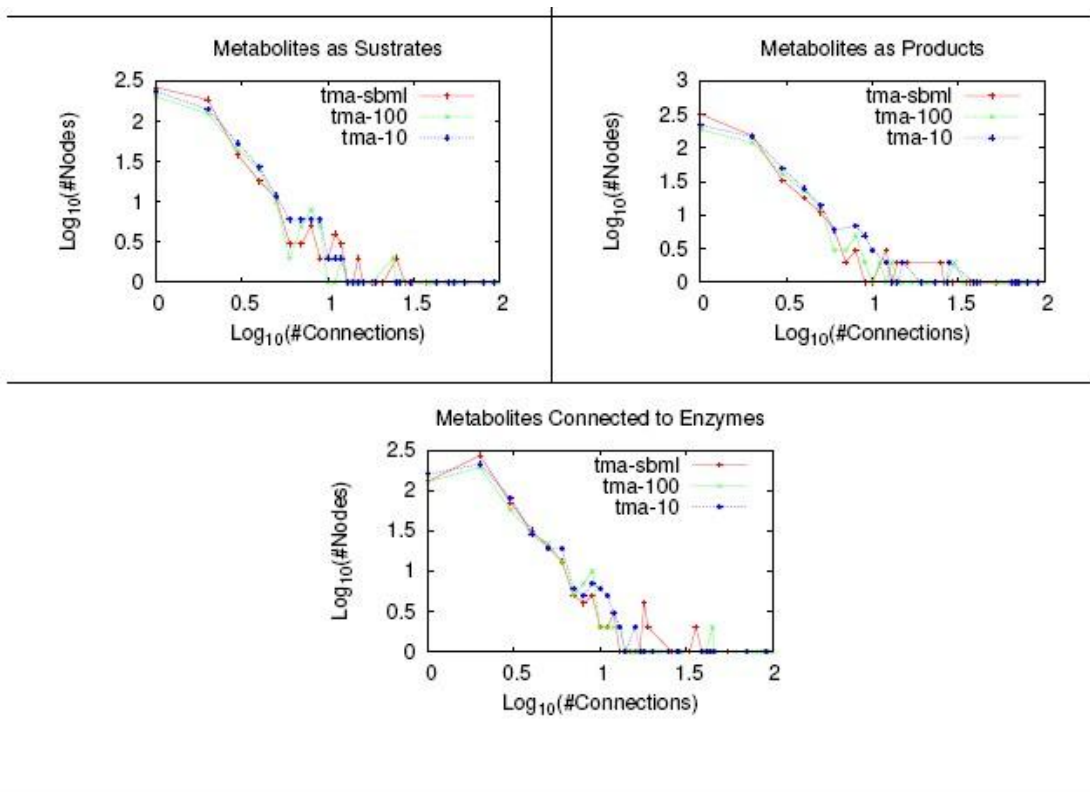 Metabolites as Sustrates
2.5
2
1.5
1
0.5
0
Log10(#Nodes)
tma-sbml
tma-100
tma-10
0 0.5 1 1.5 2
Log10(#Connections)
Metabolites as Products
3
2.5
2
1.5
1
0.5
0
Log10(#Nodes)
tma-sbml
tma-100
tma-10
0 0.5 1 1.5 2
Log10(#Connections)
Metabolites Connected to Enzymes
2.5
2
1.5
1
0.5
0
Log10(#Nodes)
tma-sbml
tma-100
tma-10
0 0.5 1 1.5 2
Log10(#Connections)